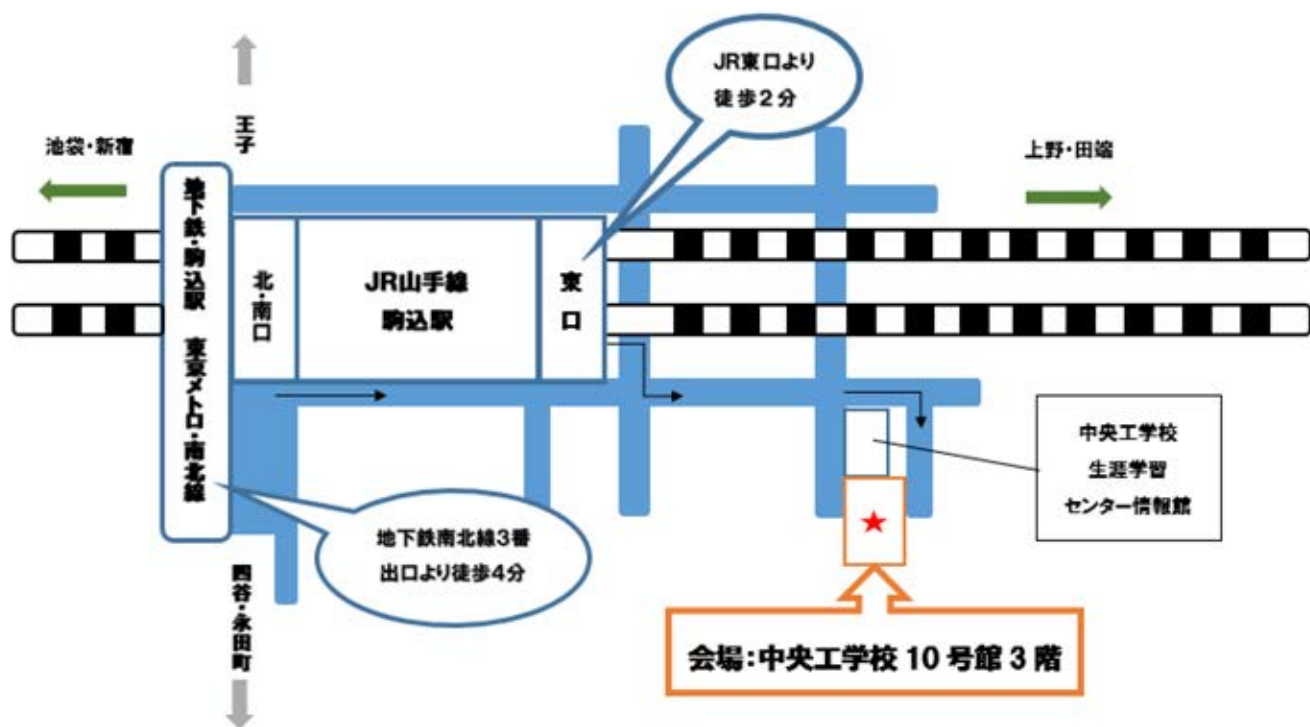 JR東口より
徒歩2分
王子
池袋・新宿
上野・田端
地下鉄・駒込駅 東京メトロ・南北線
北・南口
JR山手線
駒込駅
東口
中央工学校
生涯学習
センター情報館
地下鉄南北線3番
出口より徒歩4分
四谷・永田町
会場：中央工学校 10 号館 3 階